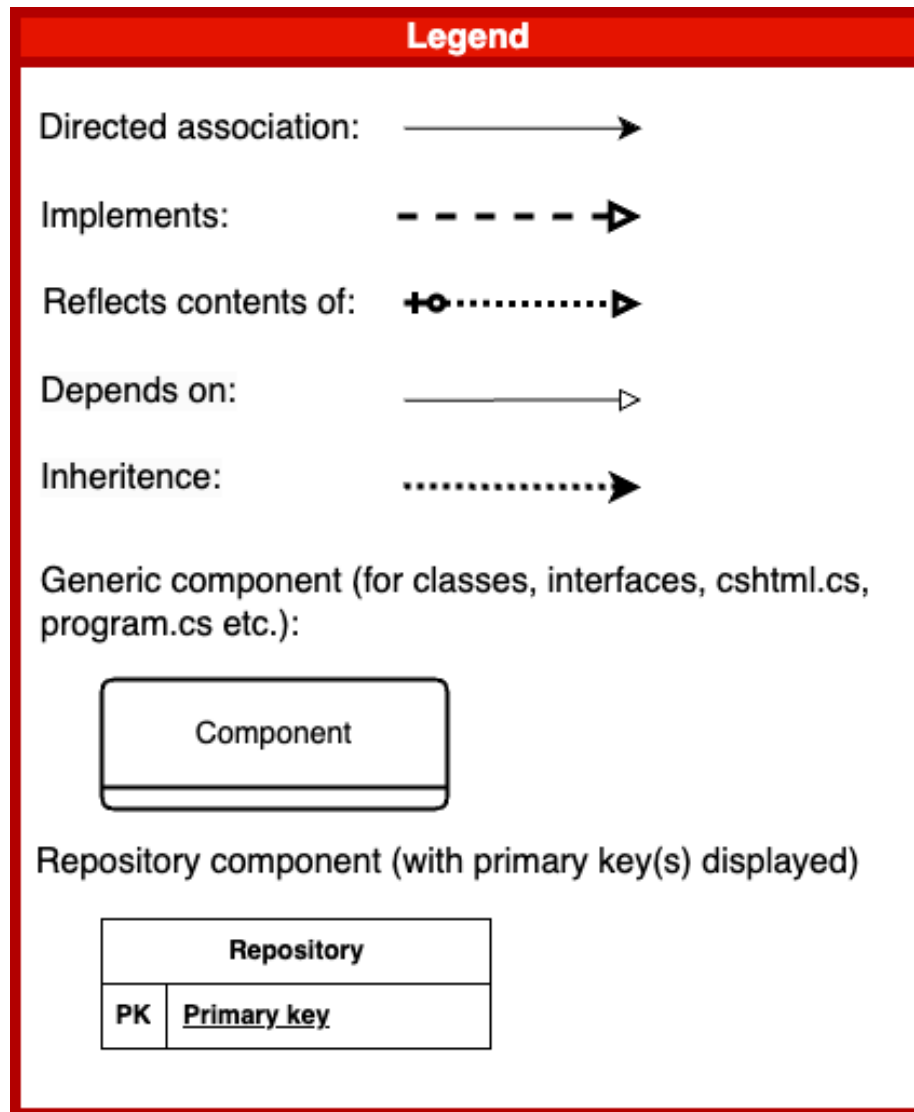 Legend
Directed association:
Implements:
Reflects contents of:
Depends on:
Inheritence:
Generic component (for classes, interfaces, cshtml.cs,
program.cs etc.):
Component
Repository component (with primary key(s) displayed)
Repository
PK Primary key